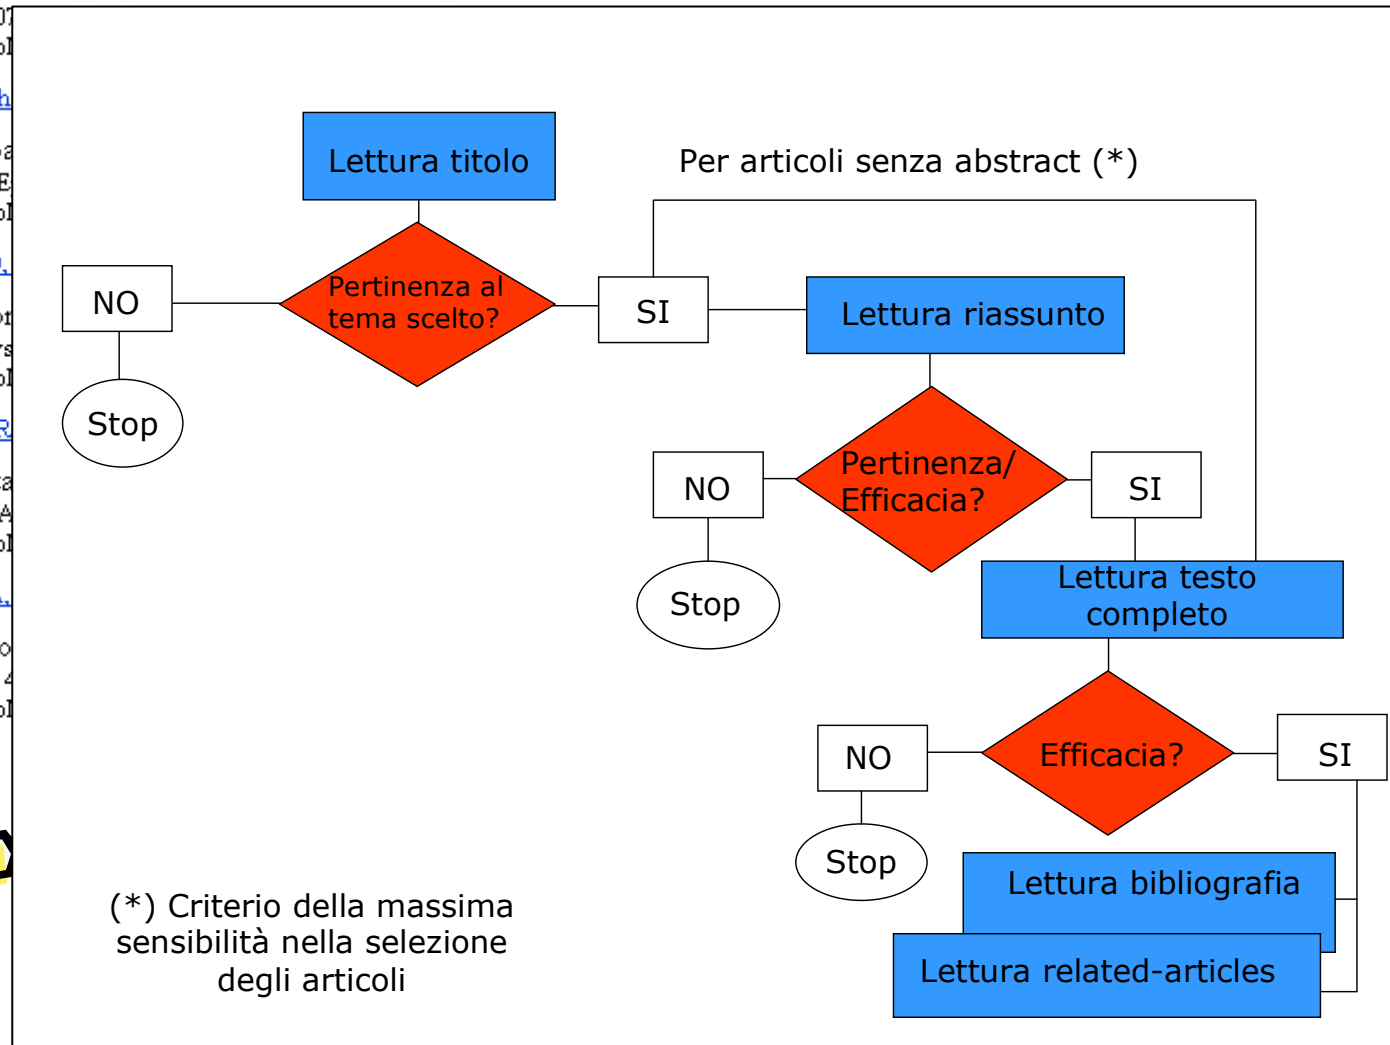 Lettura titolo
Per articoli senza abstract (*)
Pertinenza al
tema scelto?
NO
SI
Lettura riassunto
Stop
Pertinenza/
Efficacia?
NO
SI
Stop
Lettura testo
completo
Efficacia?
NO
SI
Stop
Lettura bibliografia
Lettura related-articles
(*) Criterio della massima
sensibilità nella selezione
degli articoli